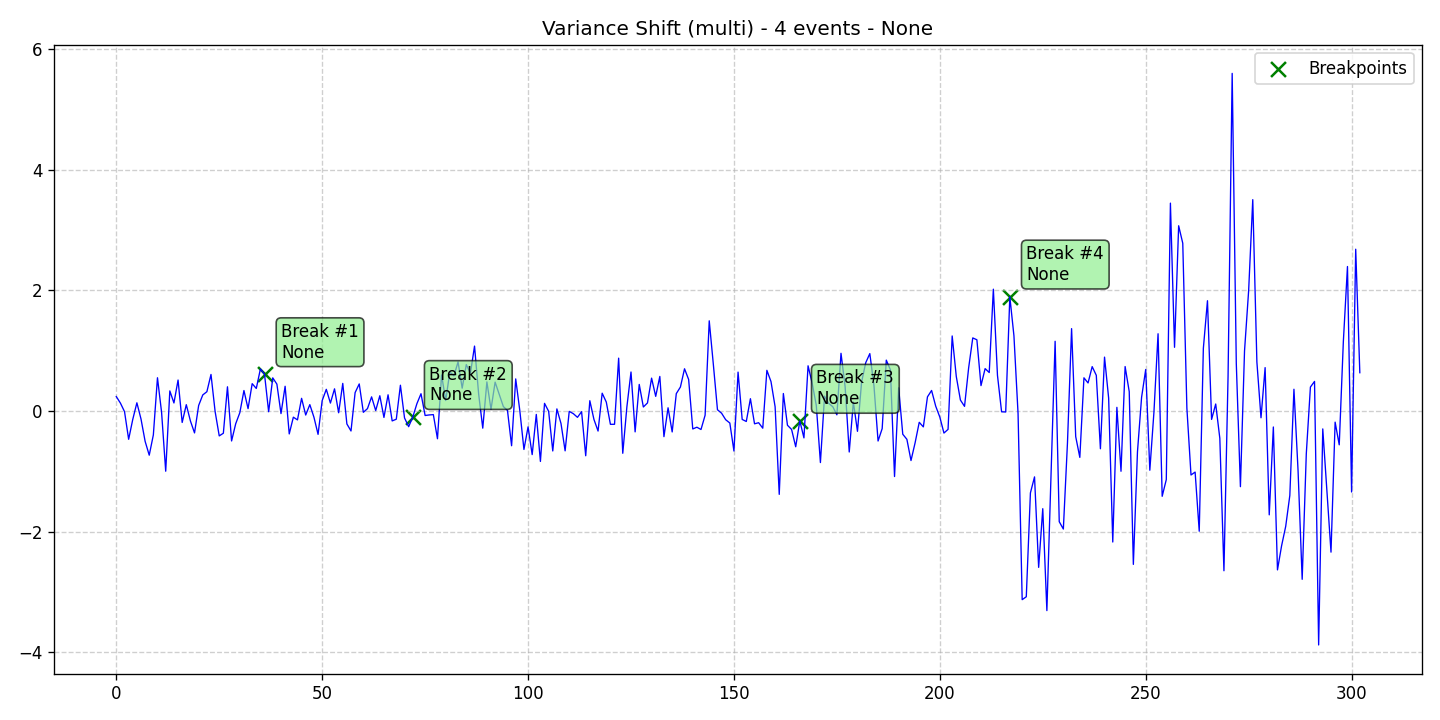 Variance Shift (multi) - 4 events - None
6
4
2
0
−2
−4
Breakpoints
Break #1
None
Break #2
None
Break #3
None
Break #4
None
0
50
100
150
200
250
300